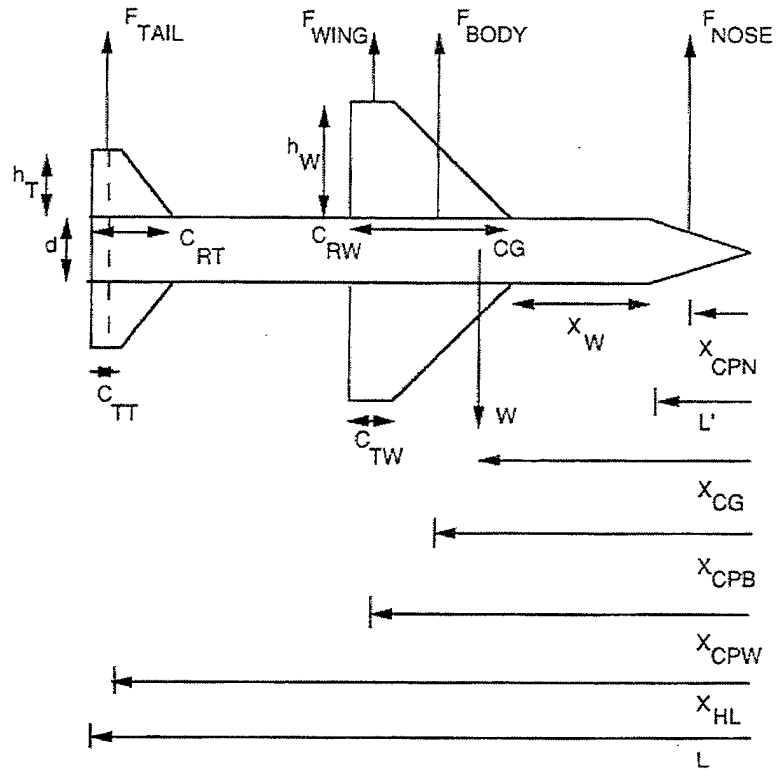 F_TAIL F_WING F_BODY F_NOSE
h_W
h_T
d C_RT C_RW CG
X_W
X_CPN
C_TT W L'
C_TW
X_CG
X_CPB
X_CPW
X_HL
L